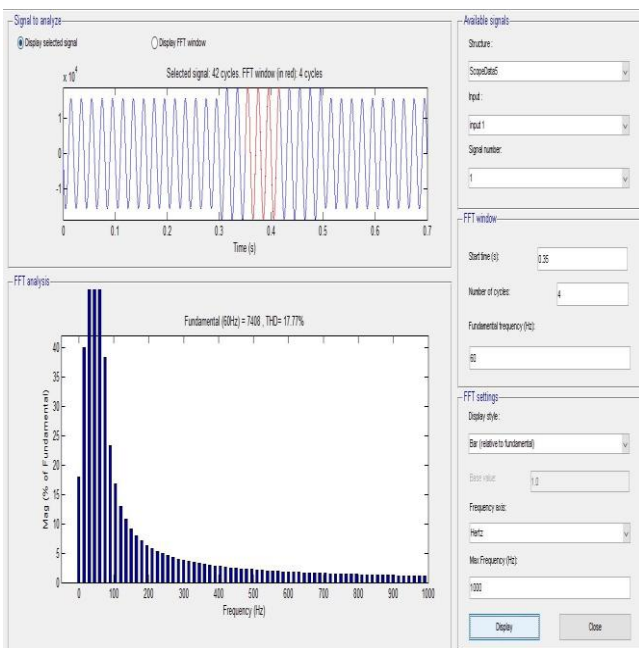 Signal to analyze
Display selected signal
Display FFT window
x 10^4
Selected signal: 42 cycles. FFT window (in red): 4 cycles
1
0
-1
0 0.1 0.2 0.3 0.4 0.5 0.6 0.7
Time (s)
FFT analysis
Fundamental (60Hz) = 7408 , THD= 17.77%
40
35
30
25
20
15
10
5
0
Mag (% of Fundamental)
0 100 200 300 400 500 600 700 800 900 1000
Frequency (Hz)
Available signals
Structure :
ScopeData5
Input :
input 1
Signal number:
1
FFT window
Start time (s): 0.35
Number of cycles: 4
Fundamental frequency (Hz):
60
FFT settings
Display style :
Bar (relative to fundamental)
Base value: 1.0
Frequency axis:
Hertz
Max Frequency (Hz):
1000
Display Close